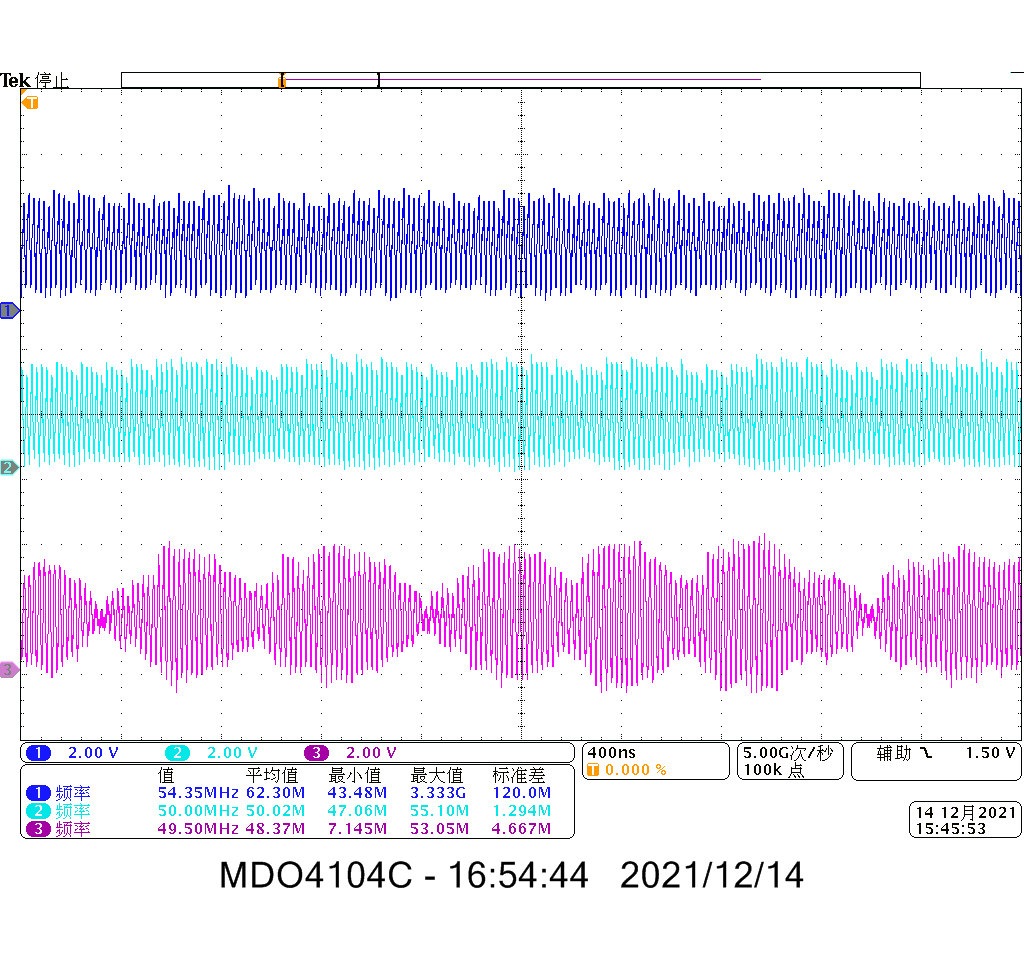 Tek 停止
T
1
2
3
1 2.00 V 2 2.00 V 3 2.00 V
400ns
T 0.000 %
5.00G次/秒
100k 点
辅助 1.50 V
值 平均值 最小值 最大值 标准差
1 频率 54.35MHz 62.30M 43.48M 3.333G 120.0M
2 频率 50.00MHz 50.02M 47.06M 55.10M 1.294M
3 频率 49.50MHz 48.37M 7.145M 53.05M 4.667M
14 12月2021
15:45:53
MDO4104C - 16:54:44 2021/12/14